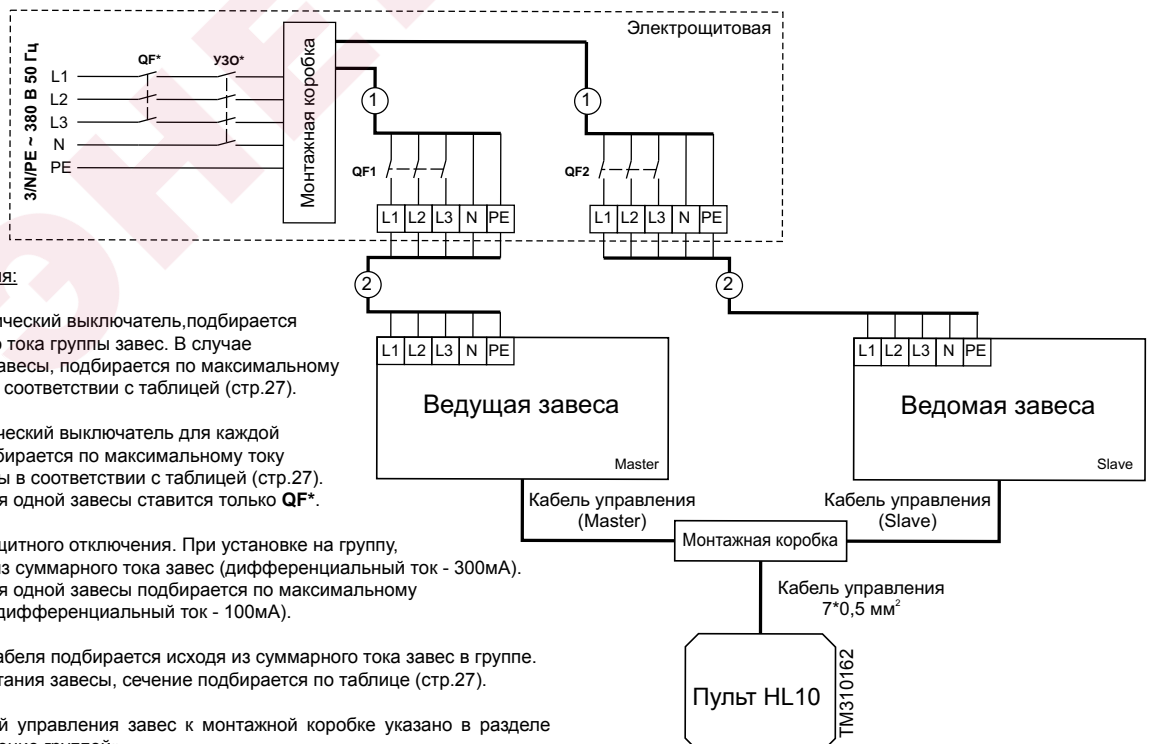 Электрощитовая
3/N/PE ~ 380 В 50 Гц
QF*
УЗО*
L1
L2
L3
N
PE
Монтажная коробка
1
1
QF1
QF2
L1 L2 L3 N PE
L1 L2 L3 N PE
2
2
L1 L2 L3 N PE
L1 L2 L3 N PE
Ведущая завеса
Master
Ведомая завеса
Slave
Кабель управления
(Master)
Кабель управления
(Slave)
Монтажная коробка
Кабель управления
7*0,5 мм²
Пульт HL10
TM310162
ический выключатель,подбирается
о тока группы завес. В случае
авесы, подбирается по максимальному
соответствии с таблицей (стр.27).
ческий выключатель для каждой
бирается по максимальному току
ы в соответствии с таблицей (стр.27).
я одной завесы ставится только QF*.
щитного отключения. При установке на группу,
из суммарного тока завес (дифференциальный ток - 300мА).
я одной завесы подбирается по максимальному
дифференциальный ток - 100мА).
абеля подбирается исходя из суммарного тока завес в группе.
тания завесы, сечение подбирается по таблице (стр.27).
й управления завес к монтажной коробке указано в разделе
ЭНЕ